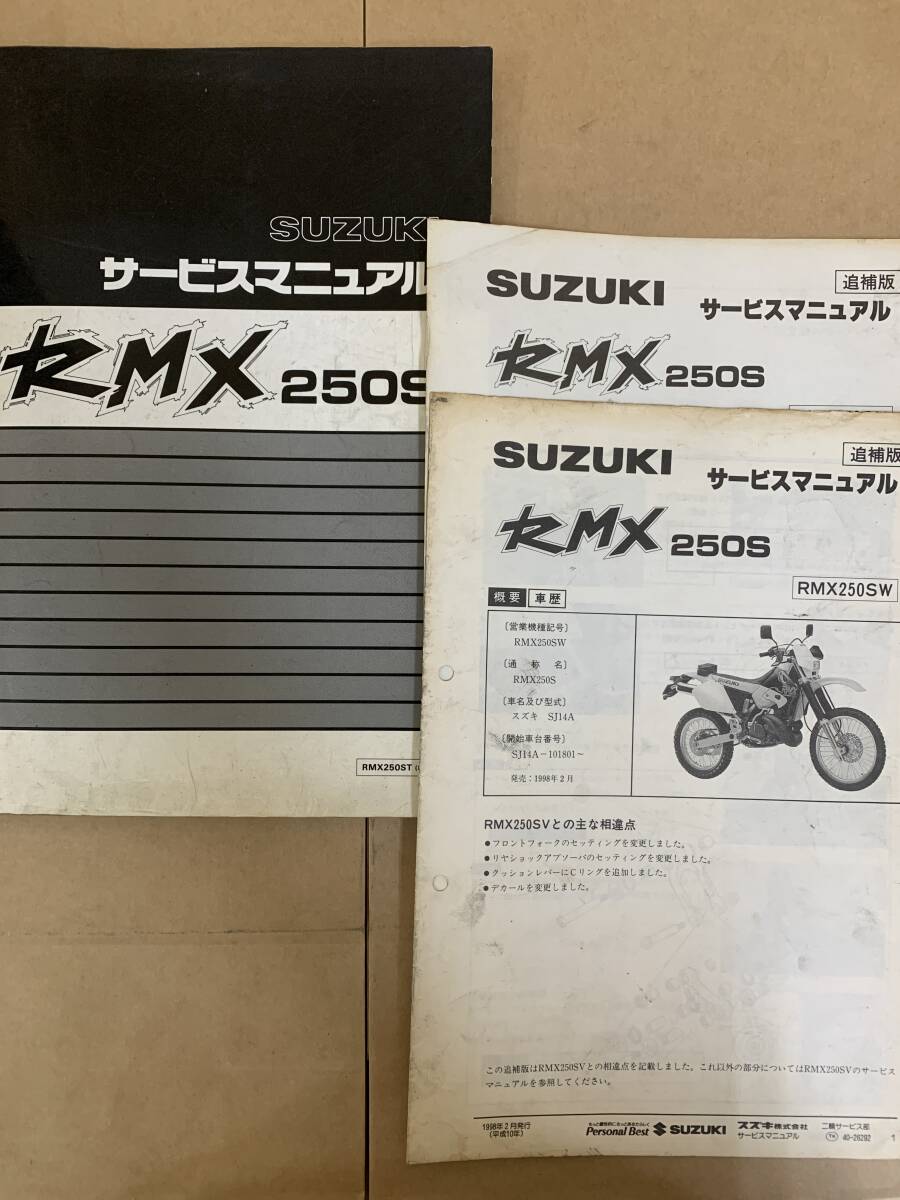 SUZUKI
サービスマニュアル
RMX 250S
RMX250ST
SUZUKI
追補版
サービスマニュアル
RMX 250S
SUZUKI
追補版
サービスマニュアル
RMX 250S
RMX250SW
概要 車歴
〔営業機種記号〕
RMX250SW
〔通称名〕
RMX250S
〔車名及び型式〕
スズキ SJ14A
〔開始車台番号〕
SJ14A-101801~
発売:1998年2月
SUZUKI
RMX250SVとの主な相違点
●フロントフォークのセッティングを変更しました。
●リヤショックアブソーバのセッティングを変更しました。
●クッションレバーにCリングを追加しました。
●デカールを変更しました。
この追補版はRMX250SVとの相違点を記載しました。これ以外の部分についてはRMX250SVのサービス
マニュアルを参照してください。
1998年2月発行
(平成10年)
Personal Best SUZUKI
スズキ株式会社 二輪サービス部
サービスマニュアル 40-26292 1